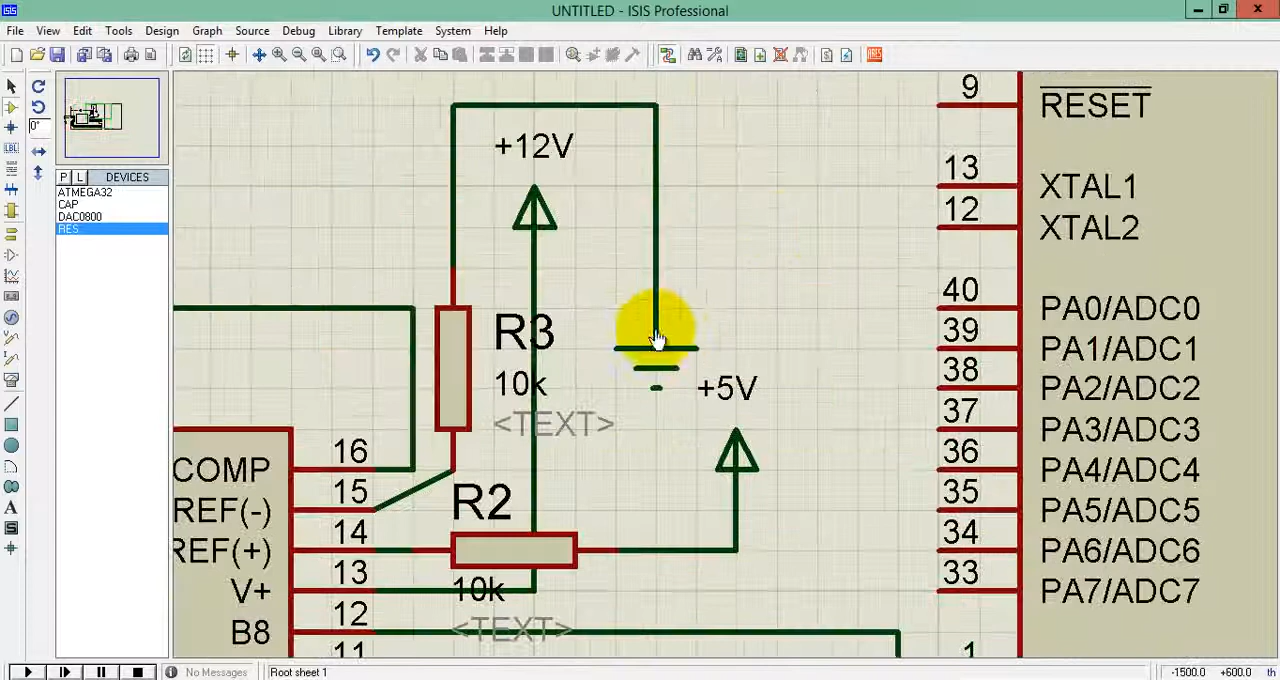 UNTITLED - ISIS Professional
File View Edit Tools Design Graph Source Debug Library Template System Help
0°
P L DEVICES
ATMEGA32
CAP
DAC0800
RES
LBL
ARES
+12V
R3
10k
<TEXT>
+5V
R2
10k
<TEXT>
COMP 16
REF(-) 15
REF(+) 14
V+ 13
B8 12
11
9 RESET
13 XTAL1
12 XTAL2
40 PA0/ADC0
39 PA1/ADC1
38 PA2/ADC2
37 PA3/ADC3
36 PA4/ADC4
35 PA5/ADC5
34 PA6/ADC6
33 PA7/ADC7
1
No Messages Root sheet 1 -1500.0 +600.0 th